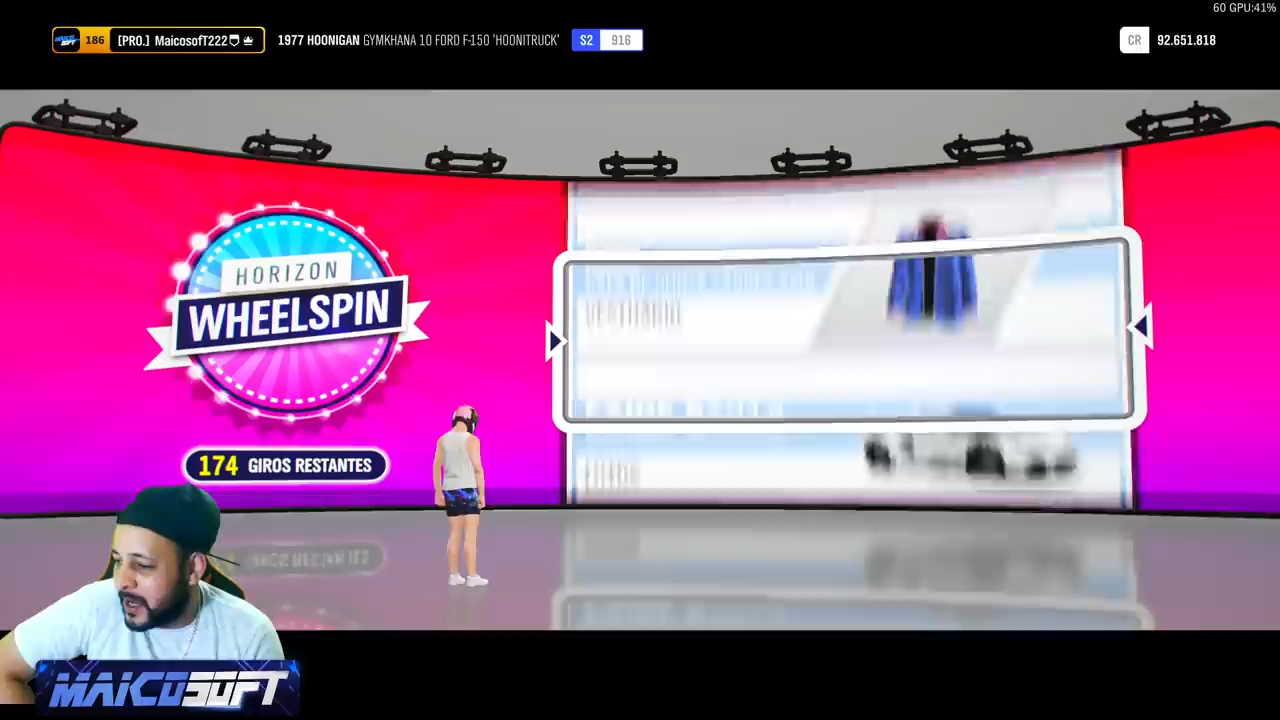 60 GPU:41%
186 [PRO.] MaicosofT222 1977 HOONIGAN GYMKHANA 10 FORD F-150 'HOONITRUCK' S2 916 CR 92.651.818
HORIZON
WHEELSPIN
174 GIROS RESTANTES
MAICOSOFT